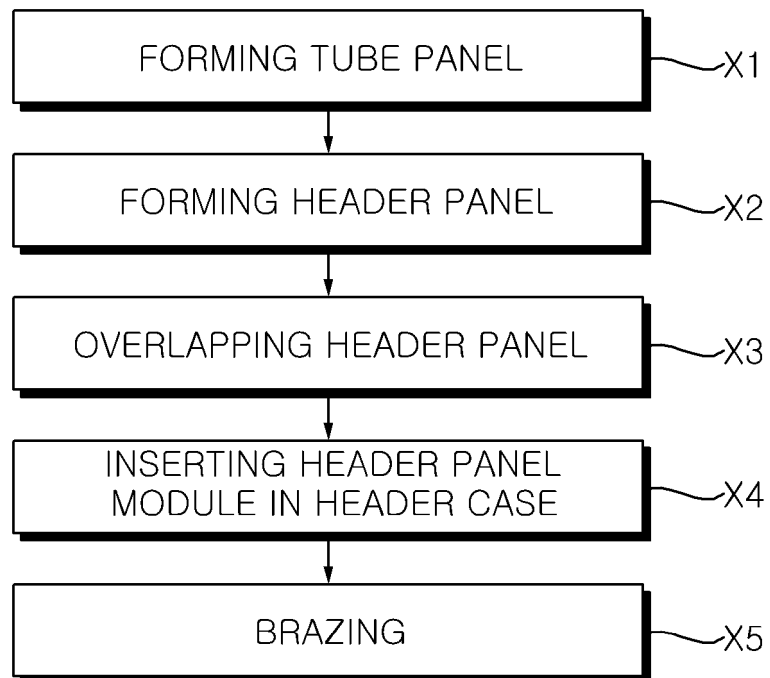 FORMING TUBE PANEL
X1
FORMING HEADER PANEL
X2
OVERLAPPING HEADER PANEL
X3
INSERTING HEADER PANEL
MODULE IN HEADER CASE
X4
BRAZING
X5